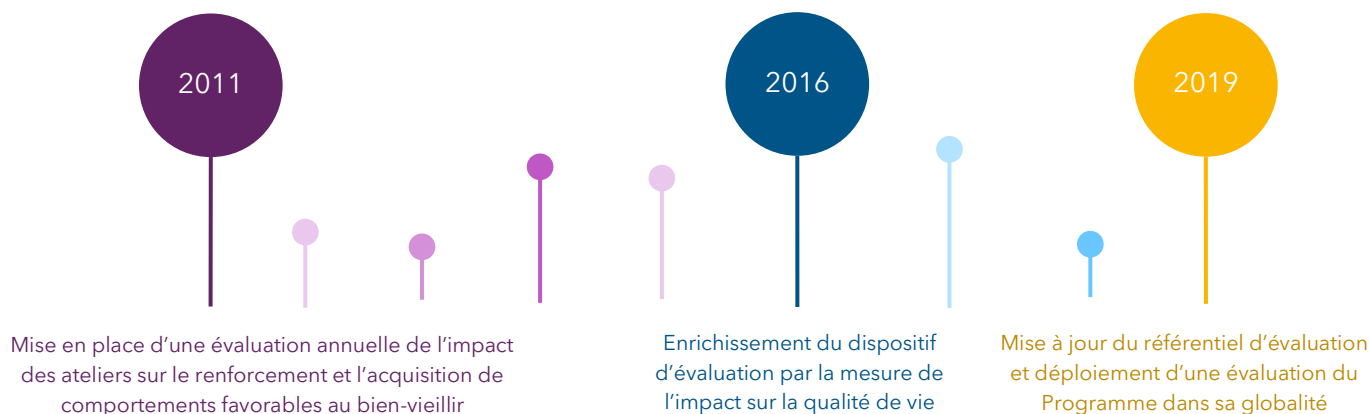 2011
2016
2019
Mise en place d’une évaluation annuelle de l’impact
des ateliers sur le renforcement et l’acquisition de
comportements favorables au bien-vieillir
Enrichissement du dispositif
d’évaluation par la mesure de
l’impact sur la qualité de vie
Mise à jour du référentiel d’évaluation
et déploiement d’une évaluation du
Programme dans sa globalité